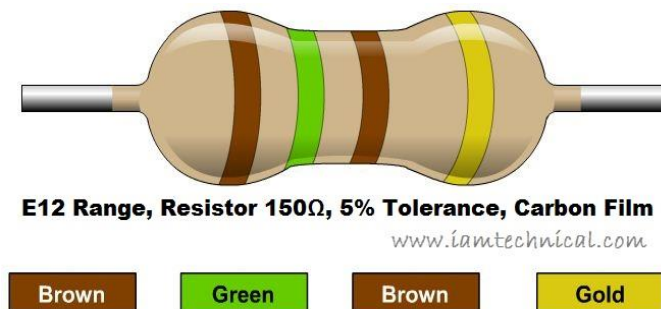 E12 Range, Resistor 150Ω, 5% Tolerance, Carbon Film
www.iamtechnical.com
Brown Green Brown Gold